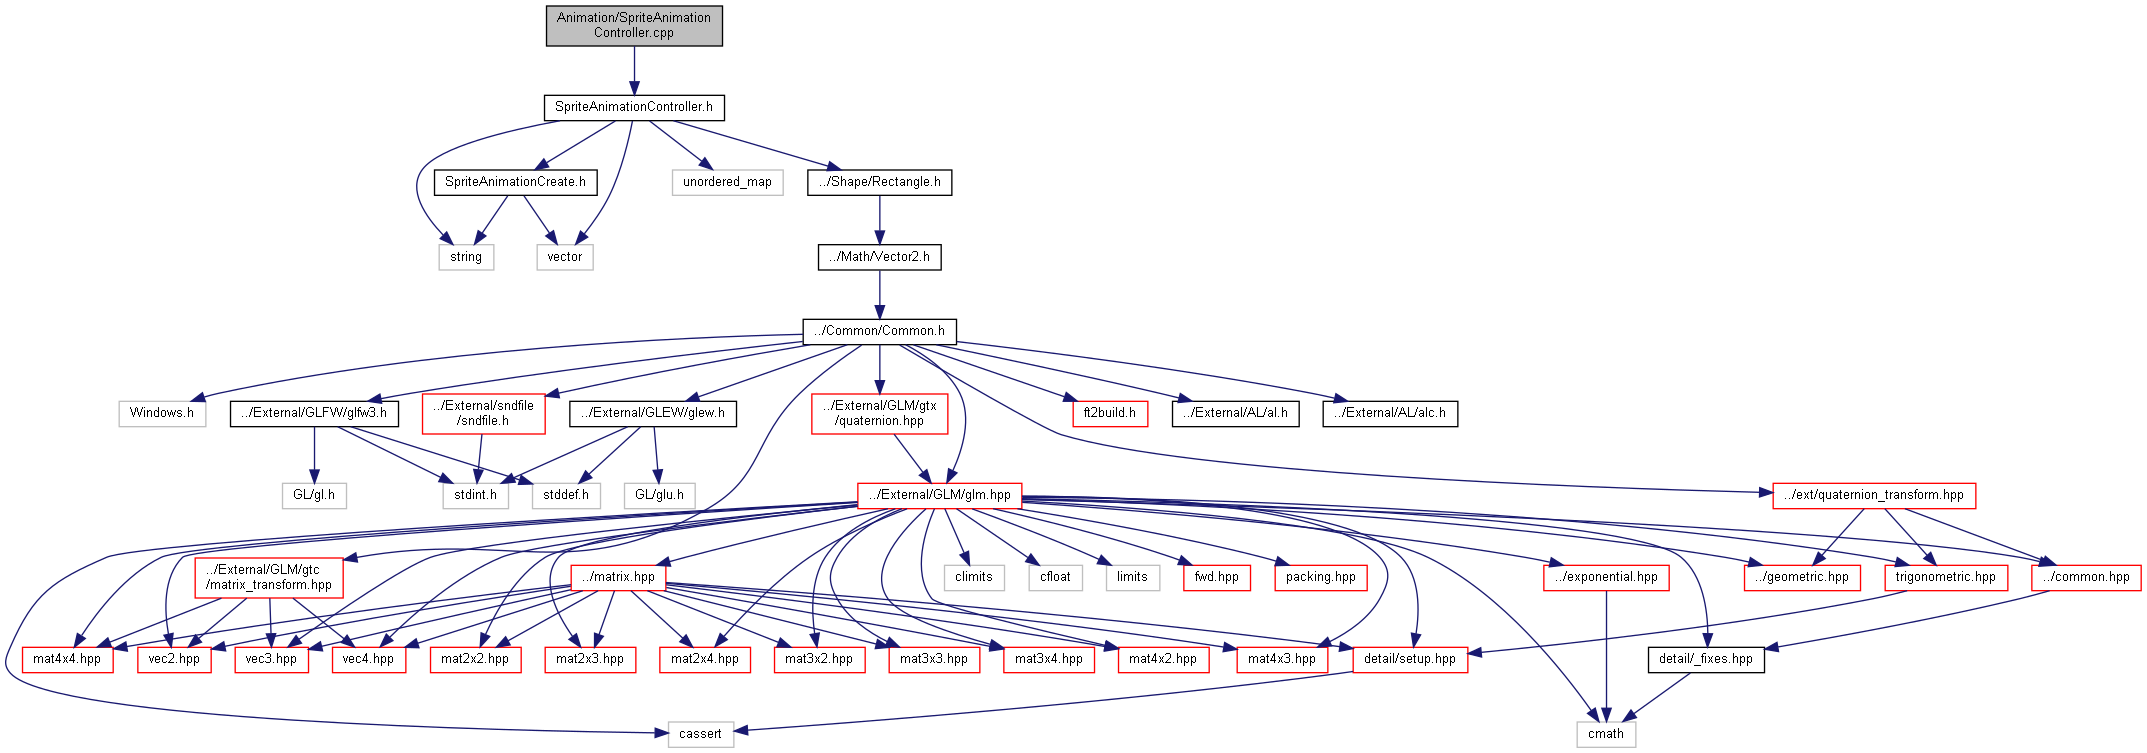 Animation/SpriteAnimation
Controller.cpp
SpriteAnimationController.h
SpriteAnimationCreate.h
unordered_map
../Shape/Rectangle.h
string
vector
../Math/Vector2.h
../Common/Common.h
Windows.h
../External/GLFW/glfw3.h
../External/sndfile
/sndfile.h
../External/GLEW/glew.h
../External/GLM/gtx
/quaternion.hpp
ft2build.h
../External/AL/al.h
../External/AL/alc.h
GL/gl.h
stdint.h
stddef.h
GL/glu.h
../External/GLM/glm.hpp
../ext/quaternion_transform.hpp
../External/GLM/gtc
/matrix_transform.hpp
../matrix.hpp
climits
cfloat
limits
fwd.hpp
packing.hpp
../exponential.hpp
../geometric.hpp
trigonometric.hpp
../common.hpp
mat4x4.hpp
vec2.hpp
vec3.hpp
vec4.hpp
mat2x2.hpp
mat2x3.hpp
mat2x4.hpp
mat3x2.hpp
mat3x3.hpp
mat3x4.hpp
mat4x2.hpp
mat4x3.hpp
detail/setup.hpp
detail/_fixes.hpp
cassert
cmath